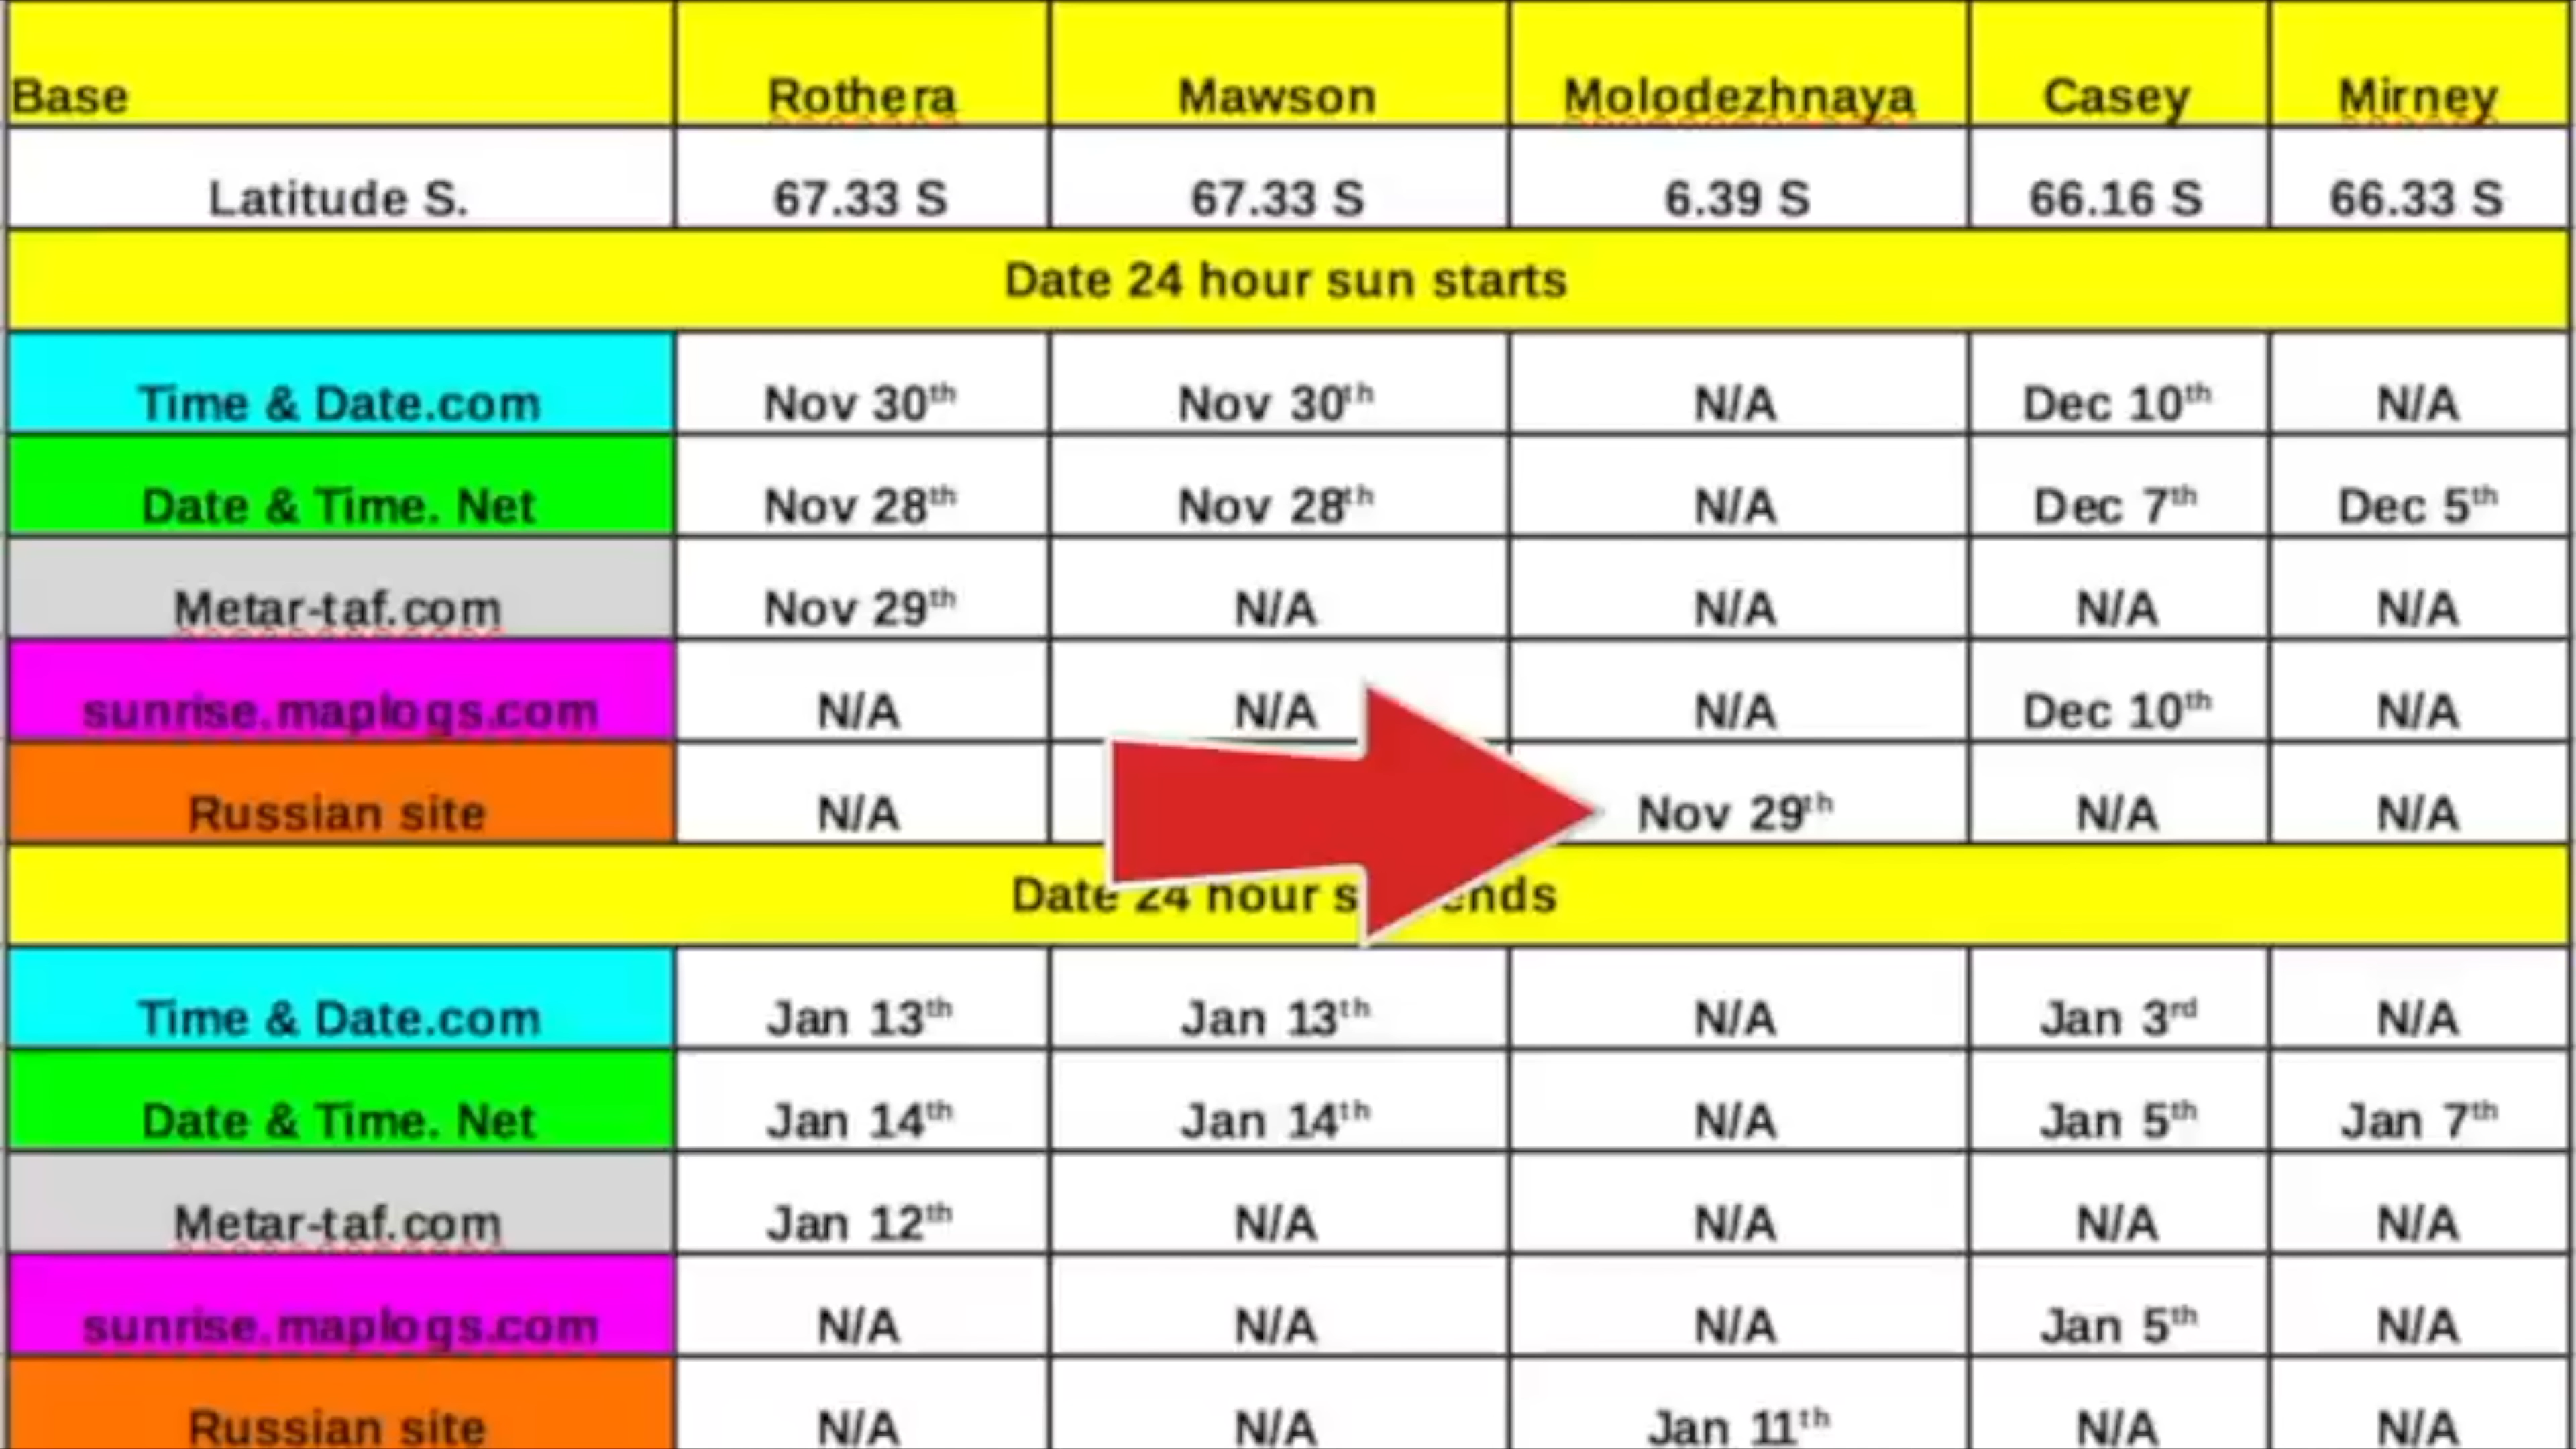 Base Rothera Mawson Molodezhnaya Casey Mirney
Latitude S. 67.33 S 67.33 S 6.39 S 66.16 S 66.33 S
Date 24 hour sun starts
Time & Date.com Nov 30th Nov 30th N/A Dec 10th N/A
Date & Time. Net Nov 28th Nov 28th N/A Dec 7th Dec 5th
Metar-taf.com Nov 29th N/A N/A N/A N/A
sunrise.maplogs.com N/A N/A N/A Dec 10th N/A
Russian site N/A Nov 29th N/A N/A
Date 24 hour ends
Time & Date.com Jan 13th Jan 13th N/A Jan 3rd N/A
Date & Time. Net Jan 14th Jan 14th N/A Jan 5th Jan 7th
Metar-taf.com Jan 12th N/A N/A N/A N/A
sunrise.maplogs.com N/A N/A N/A Jan 5th N/A
Russian site N/A N/A Jan 11th N/A N/A